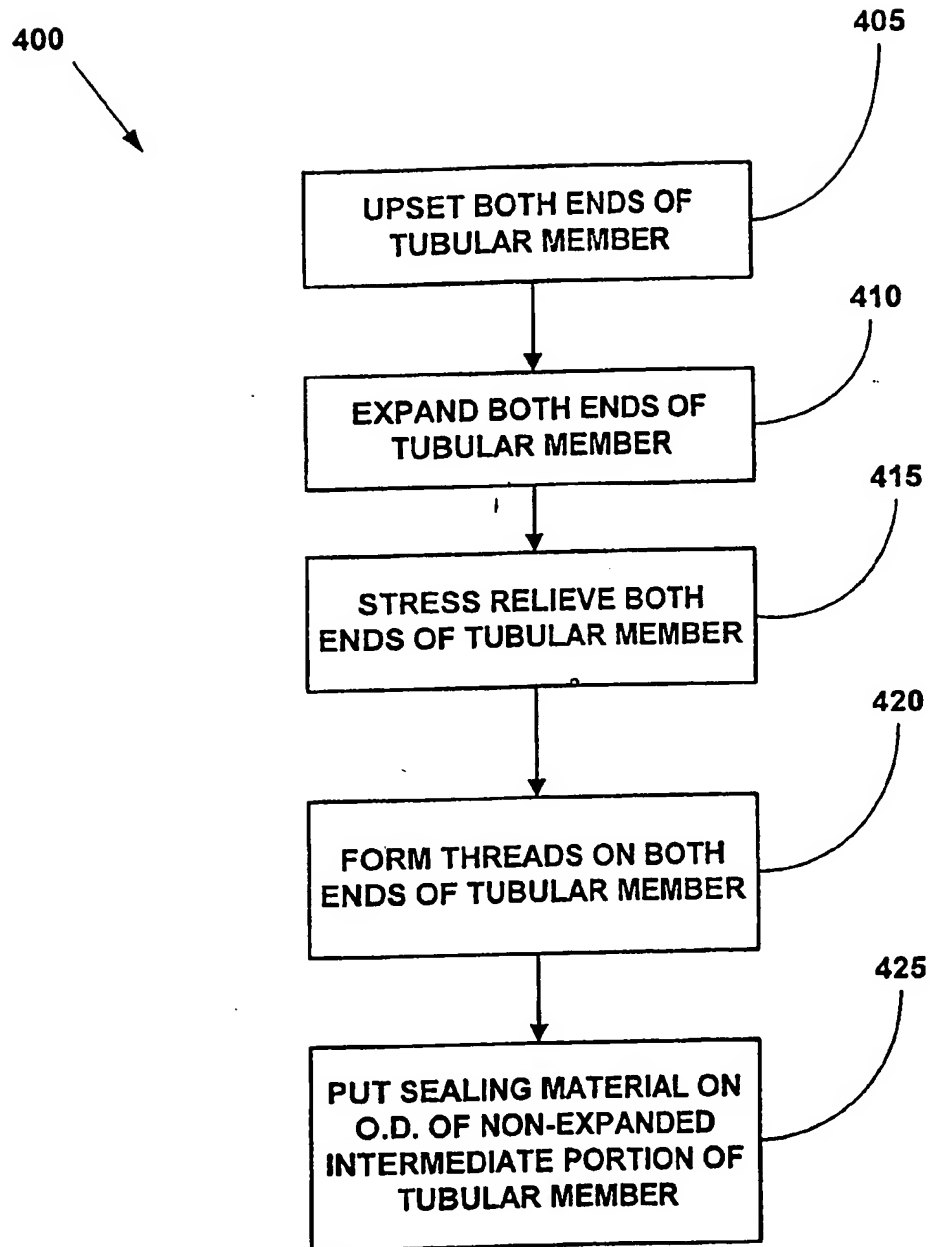 400
405
UPSET BOTH ENDS OF
TUBULAR MEMBER
410
EXPAND BOTH ENDS OF
TUBULAR MEMBER
415
STRESS RELIEVE BOTH
ENDS OF TUBULAR MEMBER
420
FORM THREADS ON BOTH
ENDS OF TUBULAR MEMBER
425
PUT SEALING MATERIAL ON
O.D. OF NON-EXPANDED
INTERMEDIATE PORTION OF
TUBULAR MEMBER